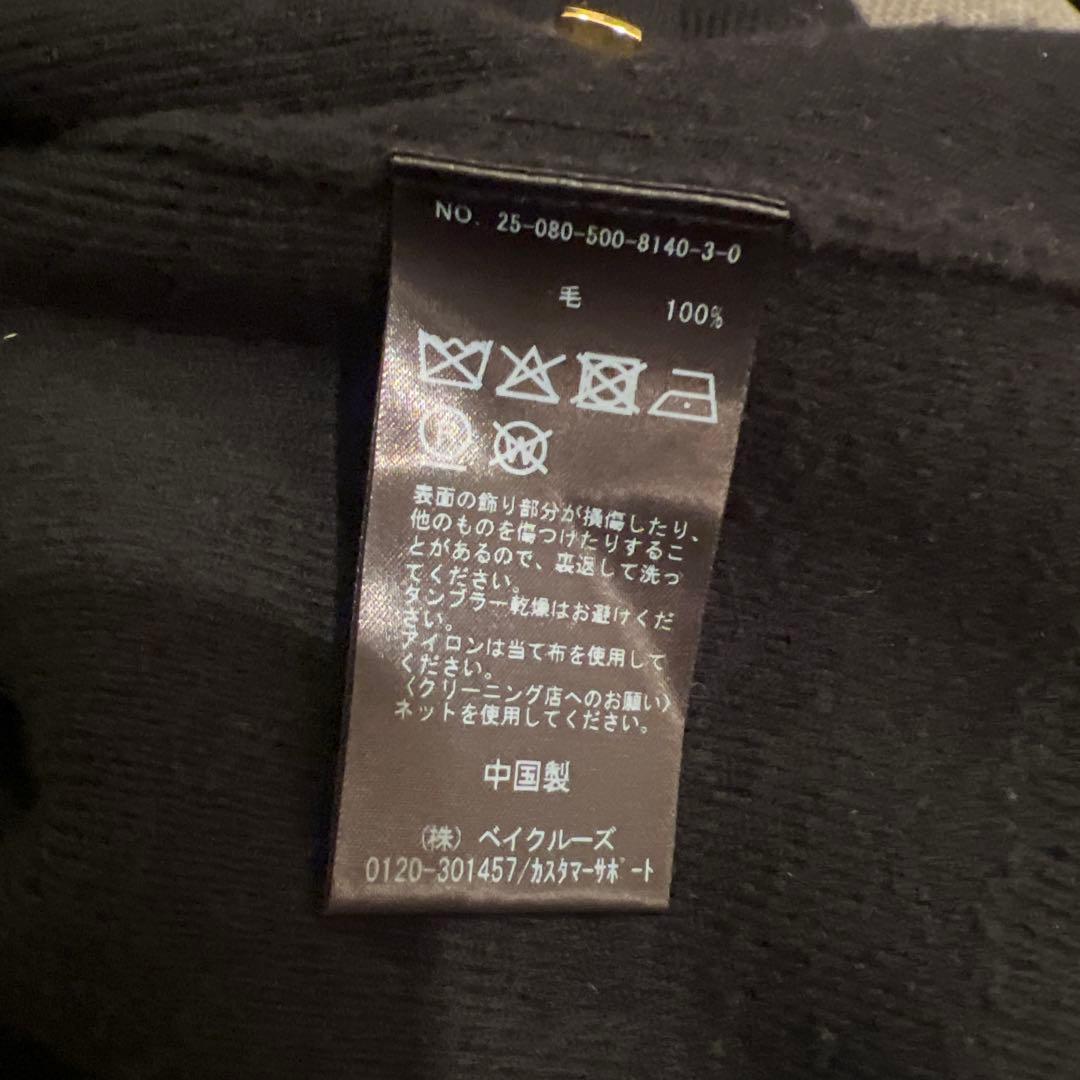 NO. 25-080-500-8140-3-0
毛 100%
P W
表面の飾り部分が損傷したり、
他のものを傷つけたりするこ
とがあるので、裏返して洗っ
てください。
タンブラー乾燥はお避けくだ
さい。
アイロンは当て布を使用して
ください。
〈クリーニング店へのお願い〉
ネットを使用してください。
中国製
(株) ベイクルーズ
0120-301457/カスタマーサポート